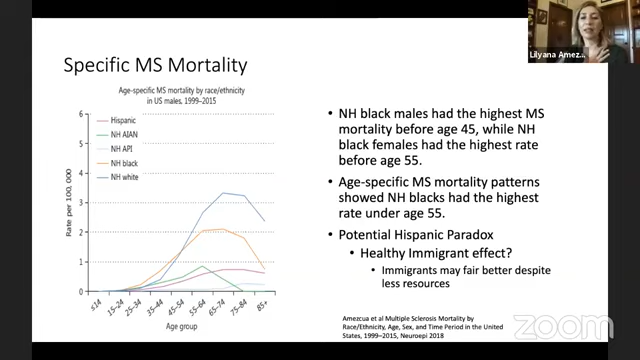 Lilyana Amez...
Specific MS Mortality
Age-specific MS mortality by race/ethnicity
in US males, 1999–2015
6
5
4
3
2
1
0
Rate per 100,000
Hispanic
NH AIAN
NH API
NH black
NH white
≤14
15–24
25–34
35–44
45–54
55–64
65–74
75–84
85+
Age group
• NH black males had the highest MS
mortality before age 45, while NH
black females had the highest rate
before age 55.
• Age-specific MS mortality patterns
showed NH blacks had the highest
rate under age 55.
• Potential Hispanic Paradox
• Healthy Immigrant effect?
• Immigrants may fair better despite
less resources
Amezcua et al Multiple Sclerosis Mortality by
Race/Ethnicity, Age, Sex, and Time Period in the United
States, 1999–2015, Neuroepi 2018
zoom